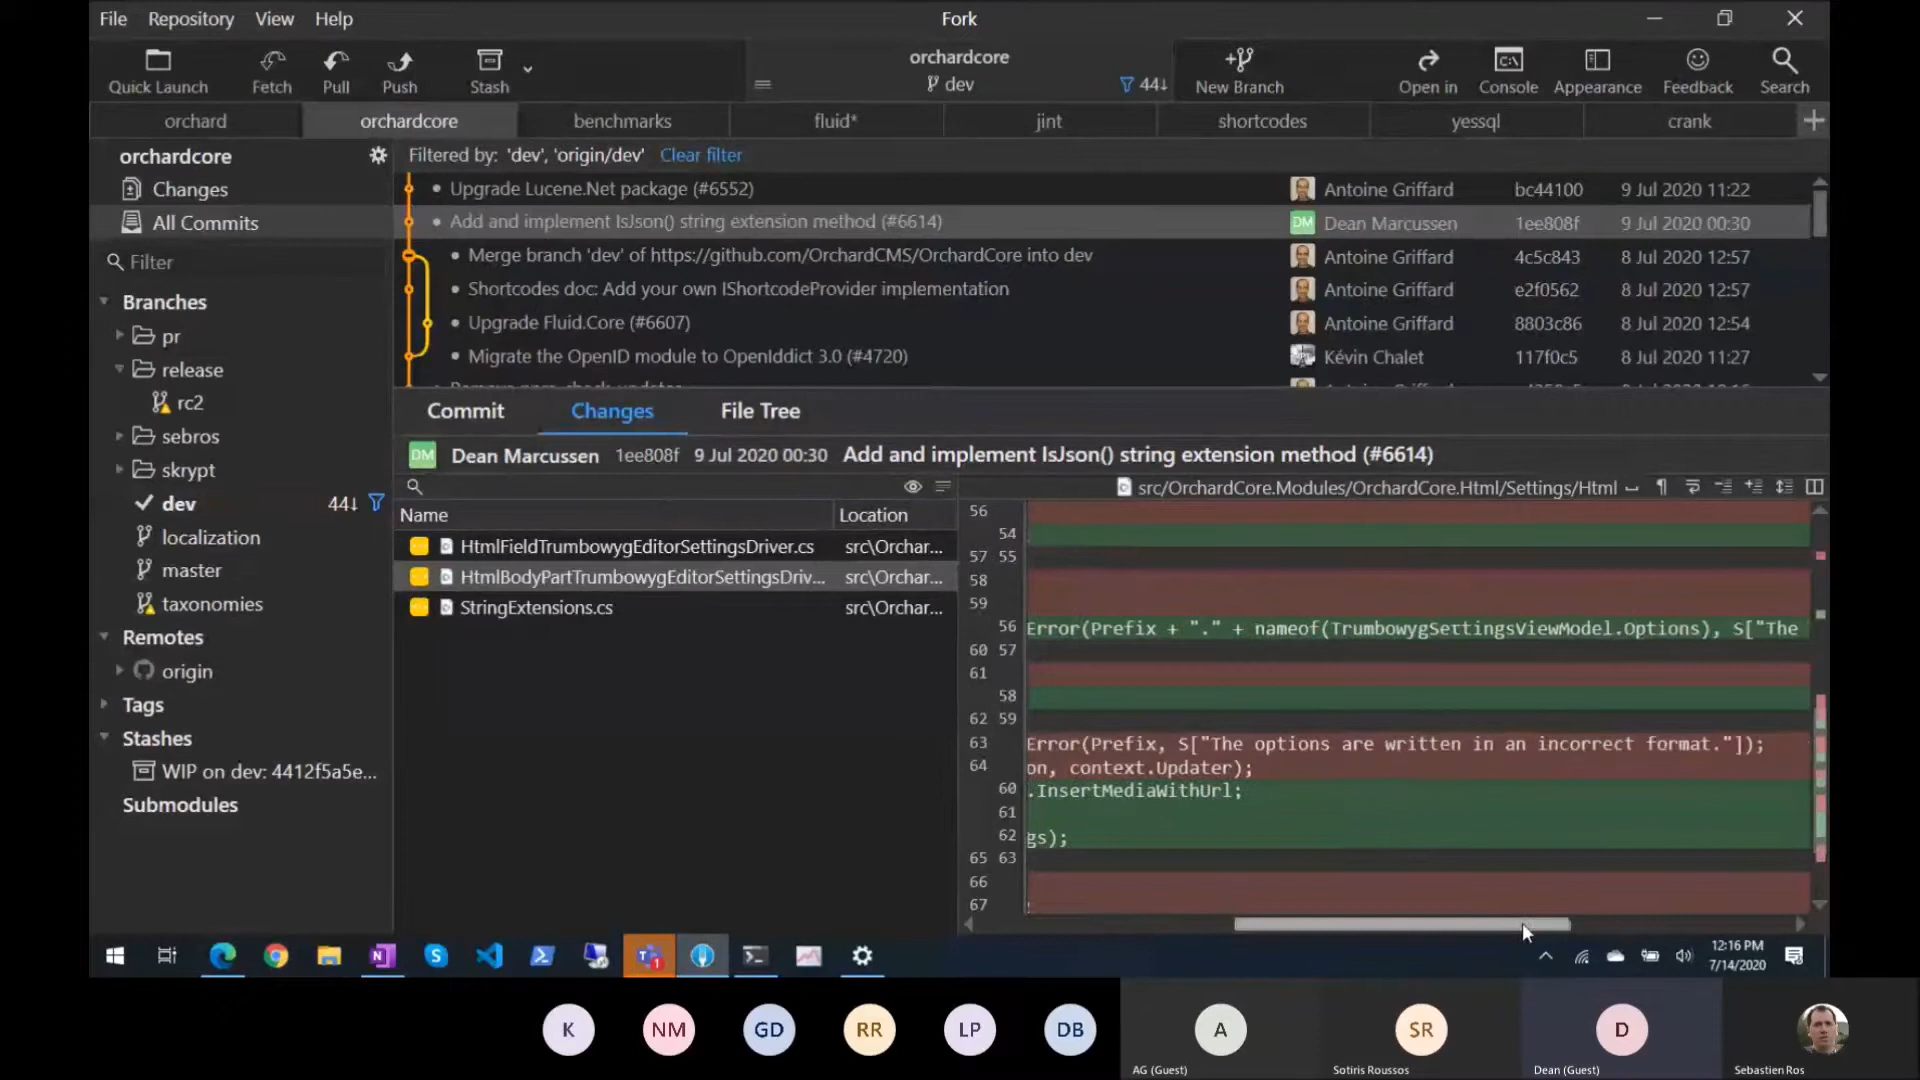 File Repository View Help
Fork
Quick Launch
Fetch
Pull
Push
Stash
orchardcore
dev
44↓
New Branch
Open in
Console
Appearance
Feedback
Search
orchard
orchardcore
benchmarks
fluid*
jint
shortcodes
yessql
crank
orchardcore
Changes
All Commits
Filter
Branches
pr
release
rc2
sebros
skrypt
dev 44↓
localization
master
taxonomies
Remotes
origin
Tags
Stashes
WIP on dev: 4412f5a5e...
Submodules
Filtered by: 'dev', 'origin/dev' Clear filter
Upgrade Lucene.Net package (#6552) Antoine Griffard bc44100 9 Jul 2020 11:22
Add and implement IsJson() string extension method (#6614) DM Dean Marcussen 1ee808f 9 Jul 2020 00:30
Merge branch 'dev' of https://github.com/OrchardCMS/OrchardCore into dev Antoine Griffard 4c5c843 8 Jul 2020 12:57
Shortcodes doc: Add your own IShortcodeProvider implementation Antoine Griffard e2f0562 8 Jul 2020 12:57
Upgrade Fluid.Core (#6607) Antoine Griffard 8803c86 8 Jul 2020 12:54
Migrate the OpenID module to OpenIddict 3.0 (#4720) Kévin Chalet 117f0c5 8 Jul 2020 11:27
Commit
Changes
File Tree
DM Dean Marcussen 1ee808f 9 Jul 2020 00:30 Add and implement IsJson() string extension method (#6614)
src/OrchardCore.Modules/OrchardCore.Html/Settings/Html
Name Location
HtmlFieldTrumbowygEditorSettingsDriver.cs src\Orchar...
HtmlBodyPartTrumbowygEditorSettingsDriv... src\Orchar...
StringExtensions.cs src\Orchar...
56
54
57 55
58
59
56 Error(Prefix + "." + nameof(TrumbowygSettingsViewModel.Options), S["The
60 57
61
58
62 59
63 Error(Prefix, S["The options are written in an incorrect format."]);
64 on, context.Updater);
60 .InsertMediaWithUrl;
61
62 gs);
65 63
66
67
12:16 PM
7/14/2020
K
NM
GD
RR
LP
DB
A
AG (Guest)
SR
Sotiris Roussos
D
Dean (Guest)
Sebastien Ros